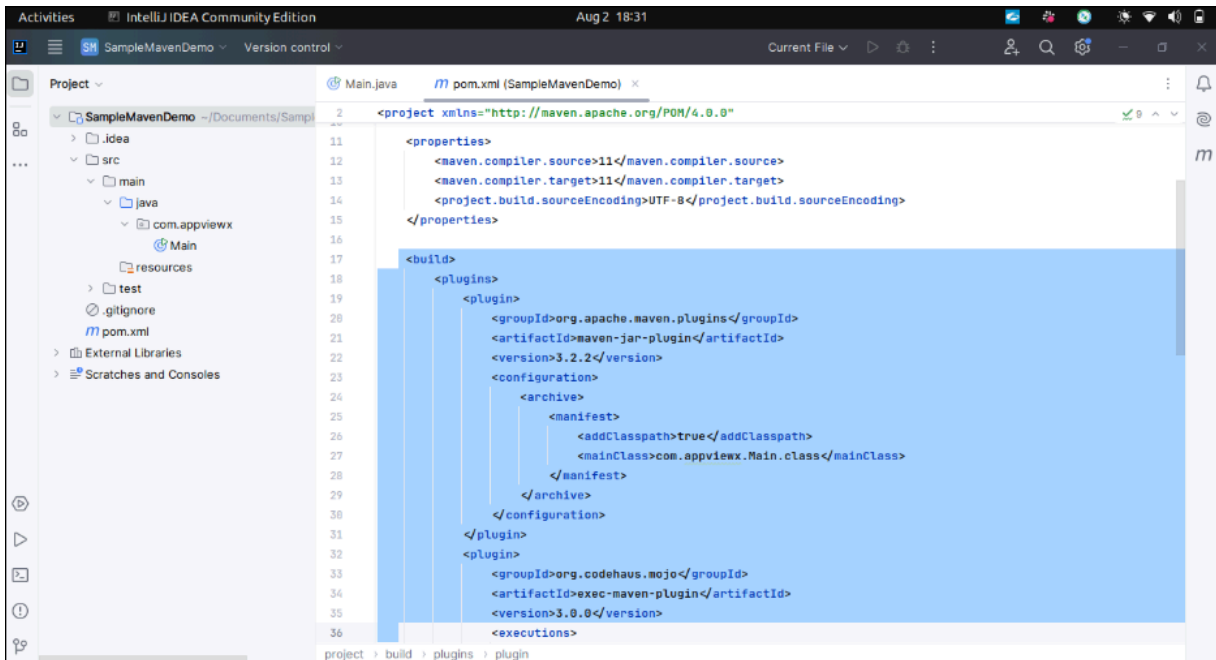 Activities IntelliJ IDEA Community Edition Aug 2 18:31
SM SampleMavenDemo Version control Current File
Project
Main.java m pom.xml (SampleMavenDemo)
SampleMavenDemo ~/Documents/Sampl
.idea
src
main
java
com.appviewx
Main
resources
test
.gitignore
m pom.xml
External Libraries
Scratches and Consoles
2 <project xmlns="http://maven.apache.org/POM/4.0.0" 9
11 <properties>
12 <maven.compiler.source>11</maven.compiler.source>
13 <maven.compiler.target>11</maven.compiler.target>
14 <project.build.sourceEncoding>UTF-8</project.build.sourceEncoding>
15 </properties>
16
17 <build>
18 <plugins>
19 <plugin>
20 <groupId>org.apache.maven.plugins</groupId>
21 <artifactId>maven-jar-plugin</artifactId>
22 <version>3.2.2</version>
23 <configuration>
24 <archive>
25 <manifest>
26 <addClasspath>true</addClasspath>
27 <mainClass>com.appviewx.Main.class</mainClass>
28 </manifest>
29 </archive>
30 </configuration>
31 </plugin>
32 <plugin>
33 <groupId>org.codehaus.mojo</groupId>
34 <artifactId>exec-maven-plugin</artifactId>
35 <version>3.0.0</version>
36 <executions>
project > build > plugins > plugin
m